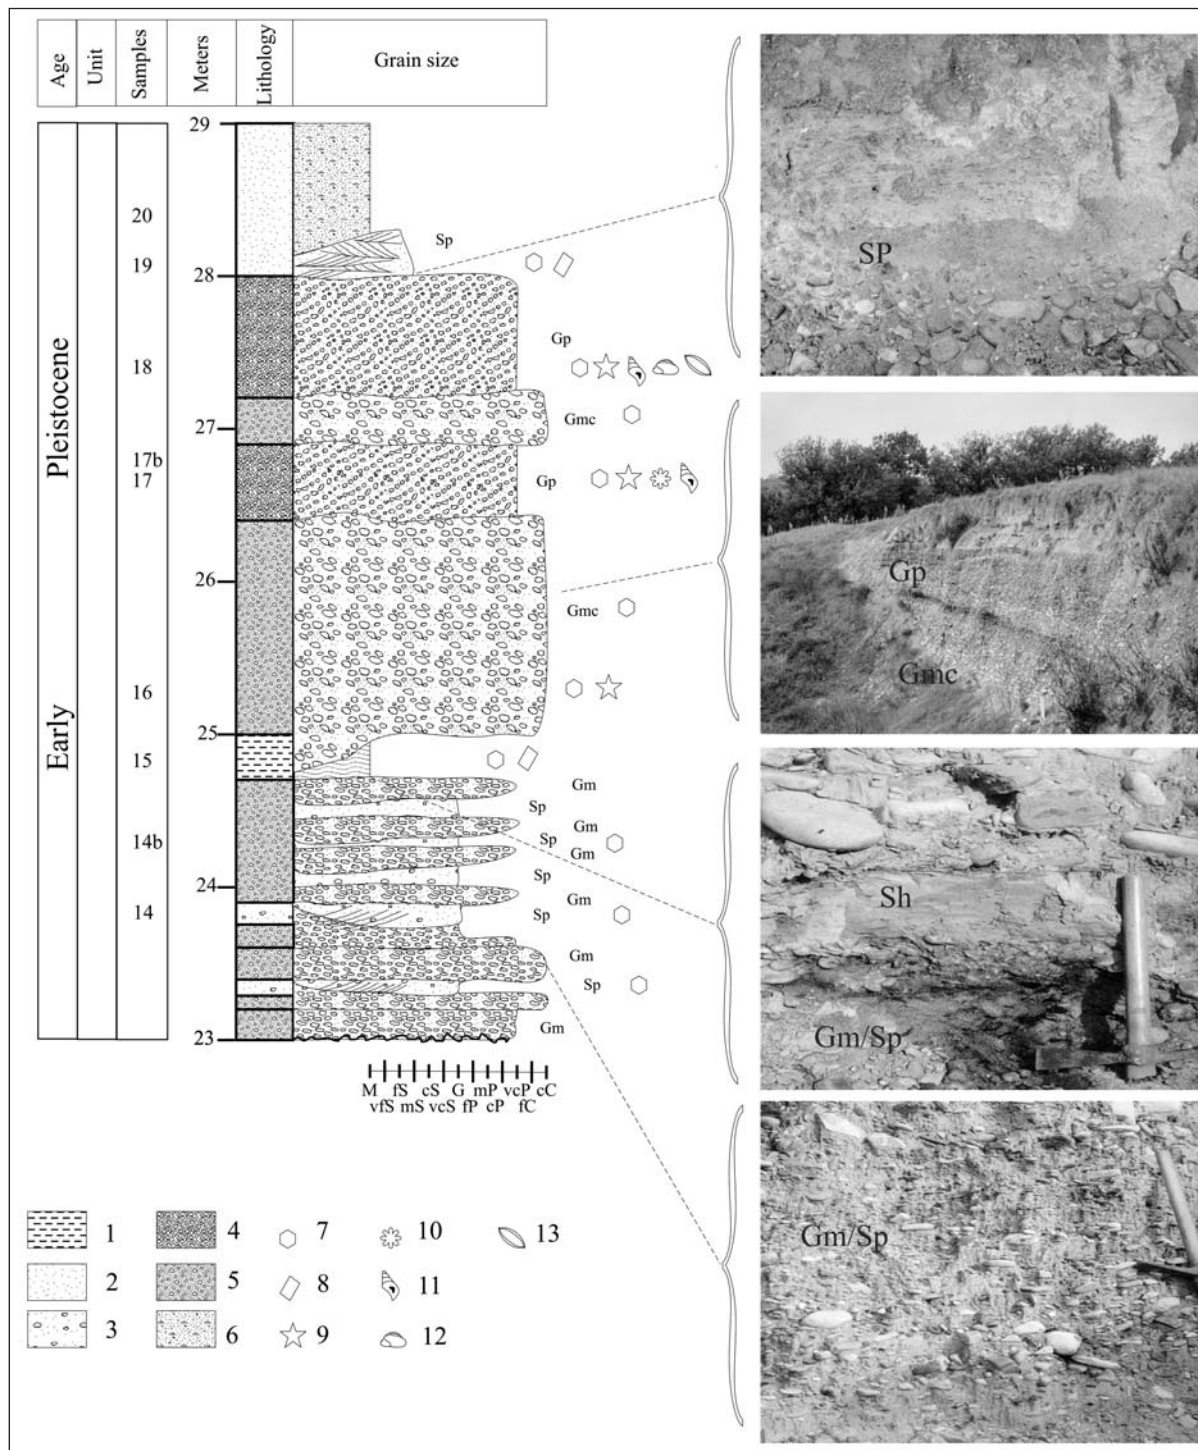 Age Unit Samples Meters Lithology Grain size
Early Pleistocene
29
20
Sp
19
28
Gp
18
27
Gmc
17b
17
Gp
26
Gmc
16
25
15
Gm
Sp
Gm
14b
Sp
Gm
Sp
24
Gm
14
Sp
Gm
Sp
Gm
23
M fS cS G mP vcP cC
vfS mS vcS fP cP fC
1 4 7 10 13
2 5 8 11
3 6 9 12
SP
Gp
Gmc
Sh
Gm/Sp
Gm/Sp